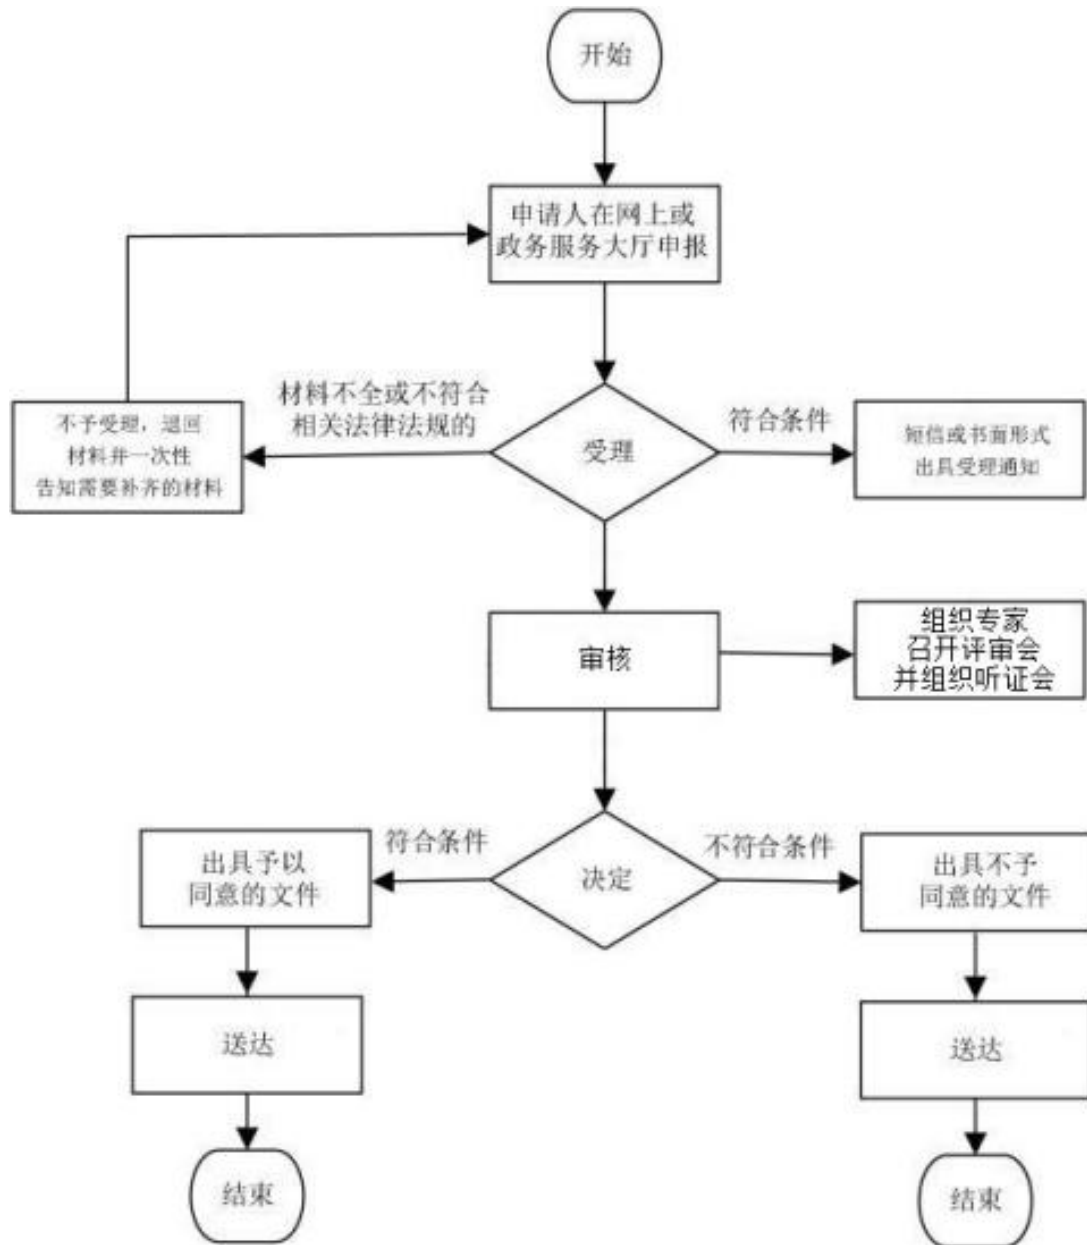 开始
申请人在网上或
政务服务大厅申报
材料不全或不符合
相关法律法规的
不予受理，退回
材料并一次性
告知需要补齐的材料
受理
符合条件
短信或书面形式
出具受理通知
审核
组织专家
召开评审会
并组织听证会
符合条件
决定
不符合条件
出具予以
同意的文件
出具不予
同意的文件
送达
送达
结束
结束